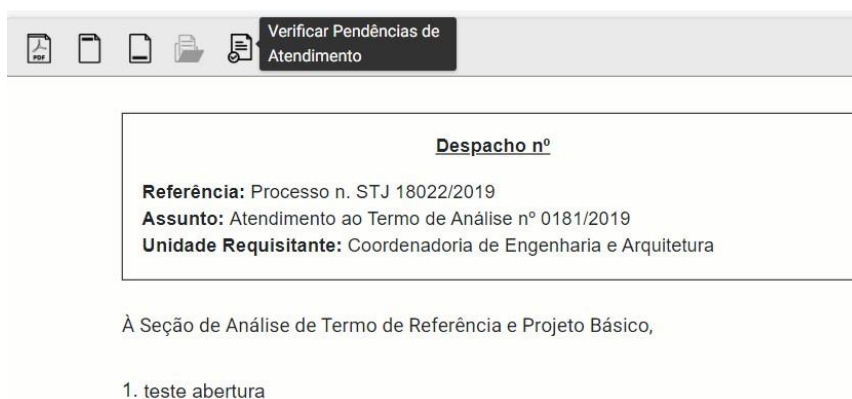 Verificar Pendências de
Atendimento
PDF
Despacho nº
Referência: Processo n. STJ 18022/2019
Assunto: Atendimento ao Termo de Análise nº 0181/2019
Unidade Requisitante: Coordenadoria de Engenharia e Arquitetura
À Seção de Análise de Termo de Referência e Projeto Básico,
1. teste abertura